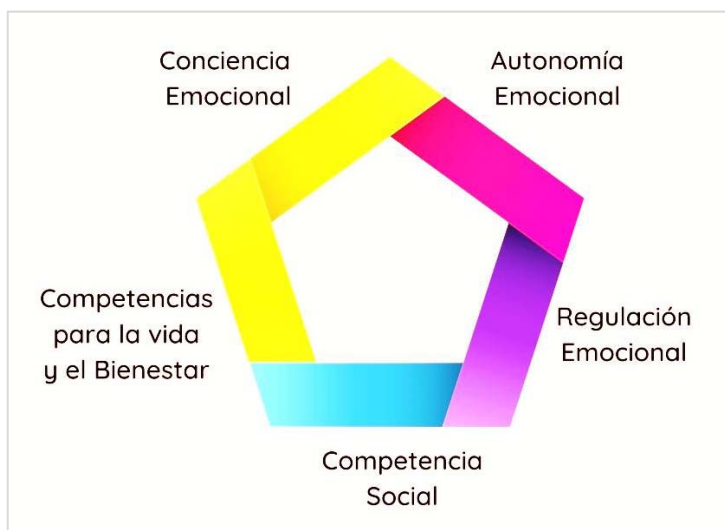 Conciencia
Emocional
Autonomía
Emocional
Competencias
para la vida
y el Bienestar
Regulación
Emocional
Competencia
Social